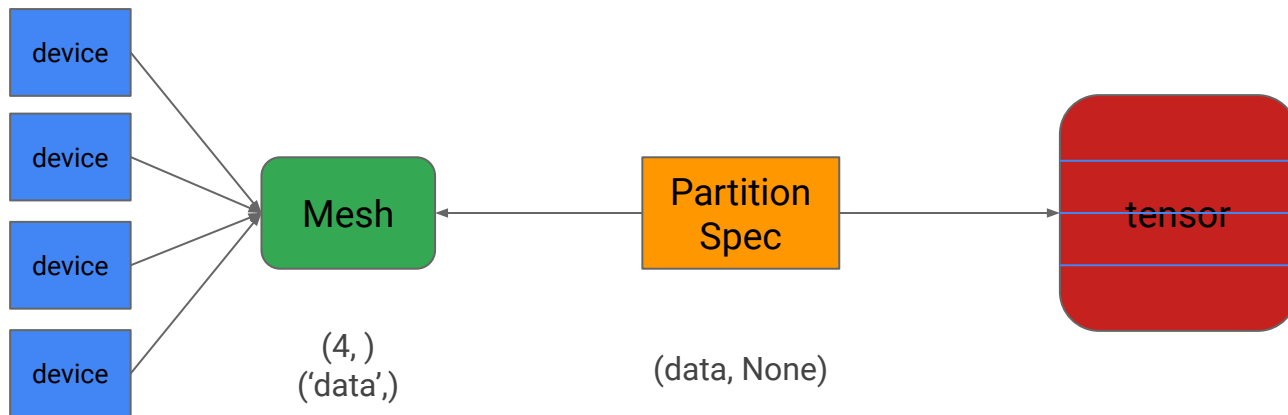 device
device
device
device
Mesh
(4, )
(‘data’,)
Partition
Spec
(data, None)
tensor